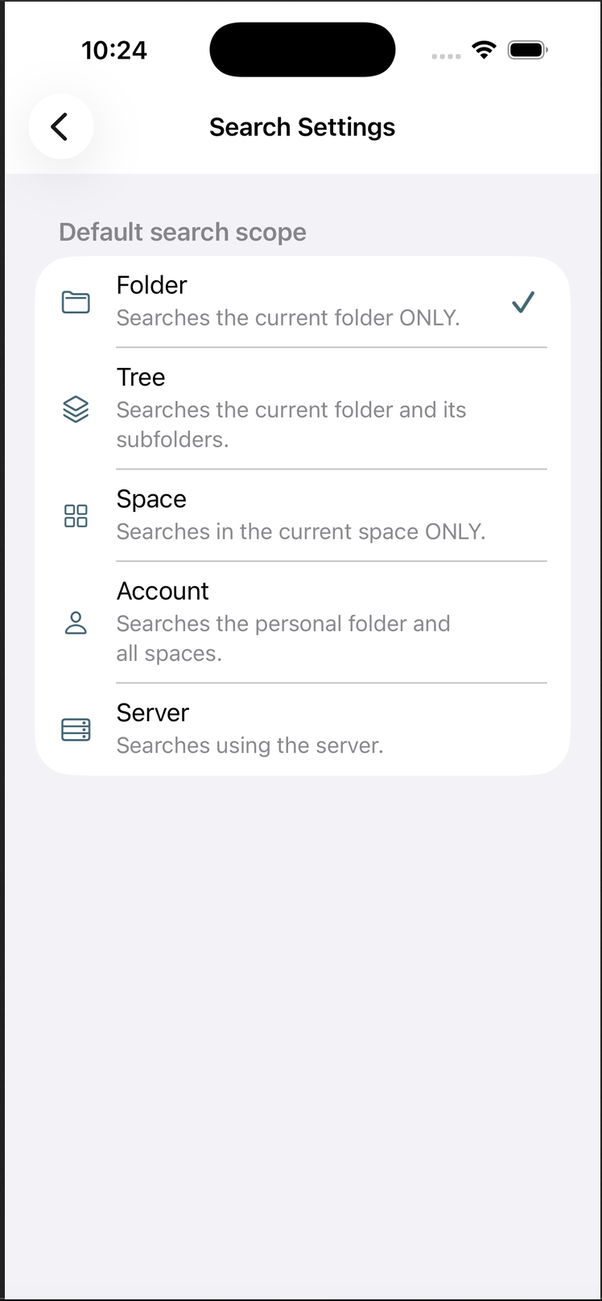 10:24
Search Settings
Default search scope
Folder
Searches the current folder ONLY.
Tree
Searches the current folder and its
subfolders.
Space
Searches in the current space ONLY.
Account
Searches the personal folder and
all spaces.
Server
Searches using the server.